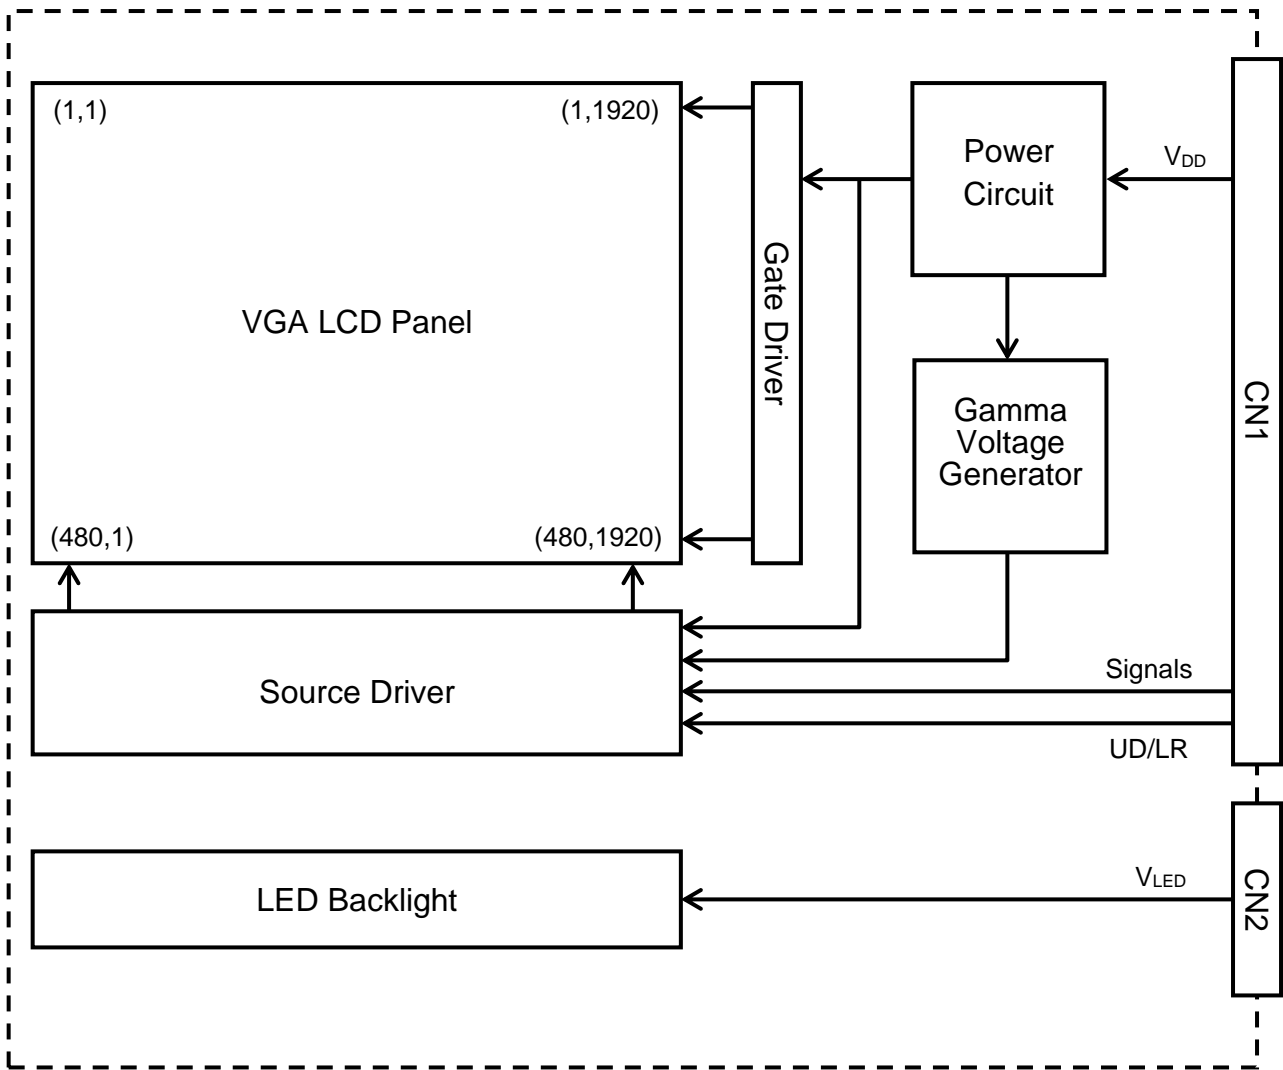 (1,1)
(1,1920)
Power
Circuit
VDD
Gate Driver
VGA LCD Panel
Gamma
Voltage
Generator
CN1
(480,1)
(480,1920)
Signals
Source Driver
UD/LR
VLED
LED Backlight
CN2